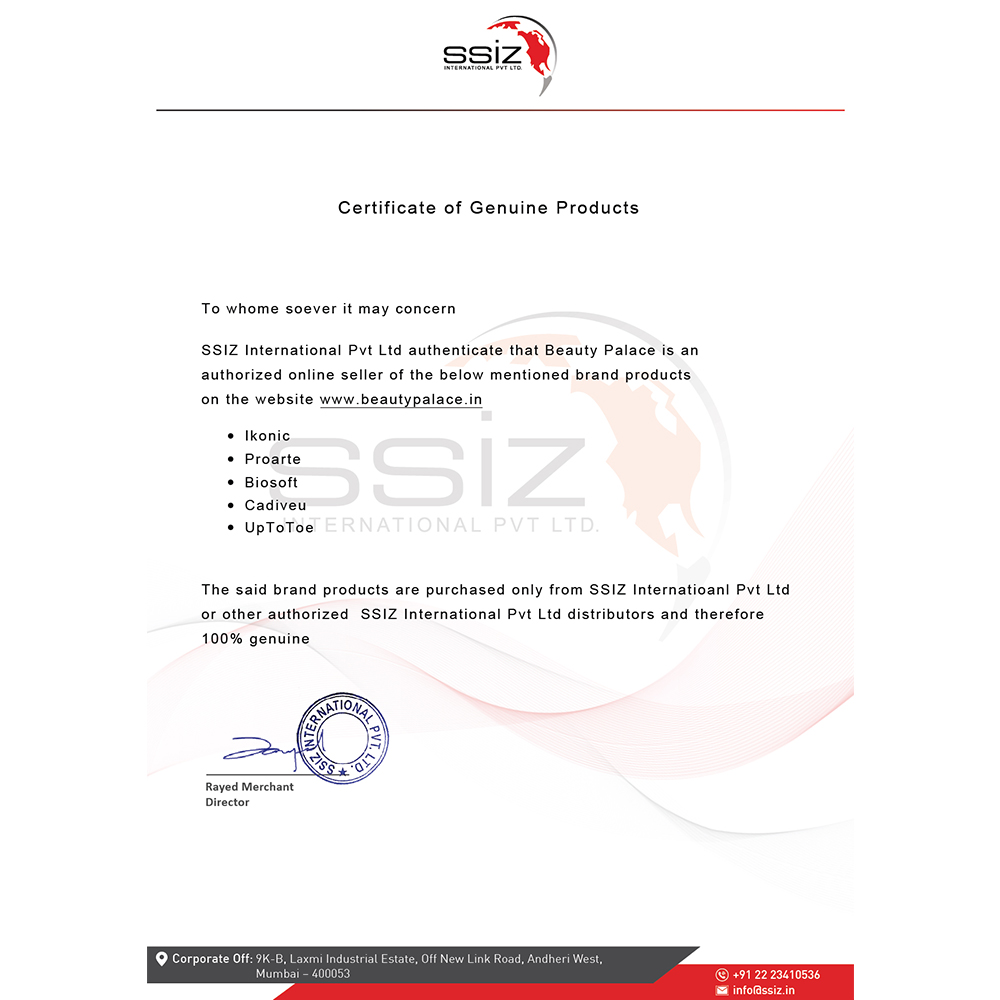 SSIZ
INTERNATIONAL PVT LTD.
Certificate of Genuine Products
To whome soever it may concern
SSIZ International Pvt Ltd authenticate that Beauty Palace is an
authorized online seller of the below mentioned brand products
on the website www.beautypalace.in
• Ikonic
• Proarte
• Biosoft
• Cadiveu
• UpToToe
SSIZ
INTERNATIONAL PVT LTD.
The said brand products are purchased only from SSIZ Internatioanl Pvt Ltd
or other authorized  SSIZ International Pvt Ltd distributors and therefore
100% genuine
SSIZ INTERNATIONAL PVT. LTD.
Rayed Merchant
Director
Corporate Off: 9K-B, Laxmi Industrial Estate, Off New Link Road, Andheri West,
Mumbai – 400053
+91 22 23410536
info@ssiz.in